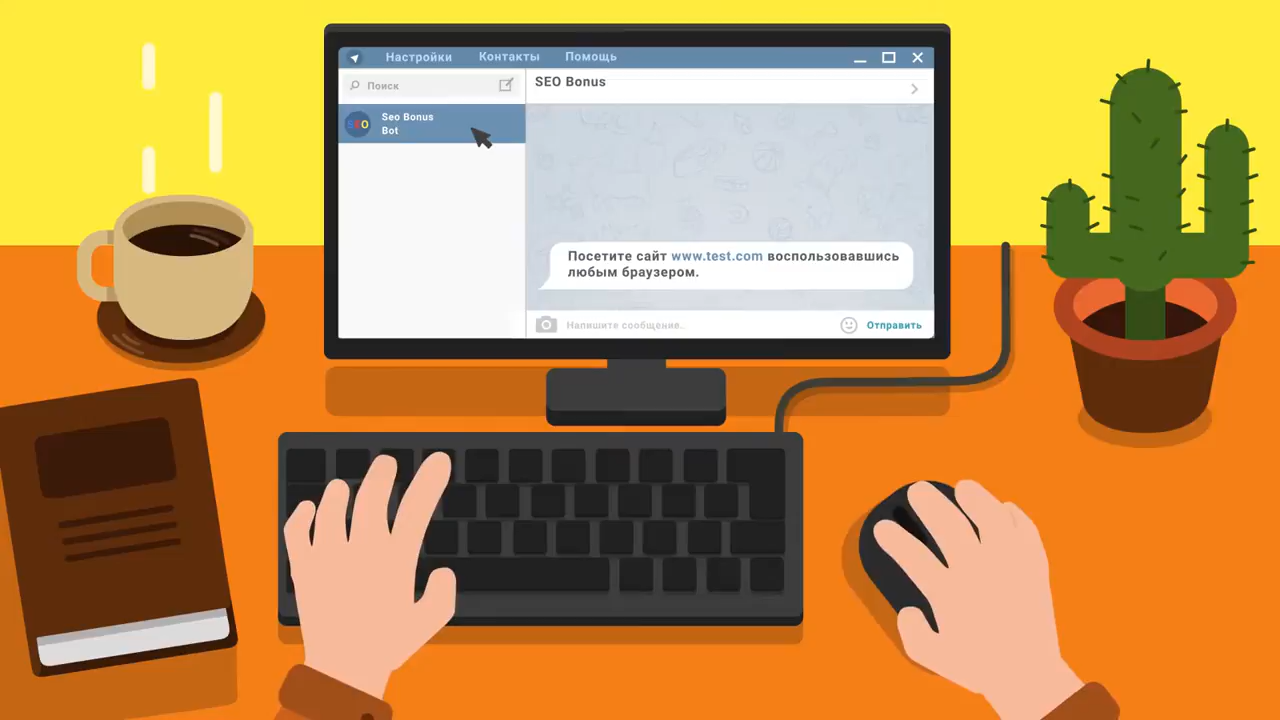 Настройки Контакты Помощь
Поиск
SEO Bonus
SEO
Seo Bonus
Bot
Посетите сайт www.test.com воспользовавшись
любым браузером.
Напишите сообщение..
Отправить